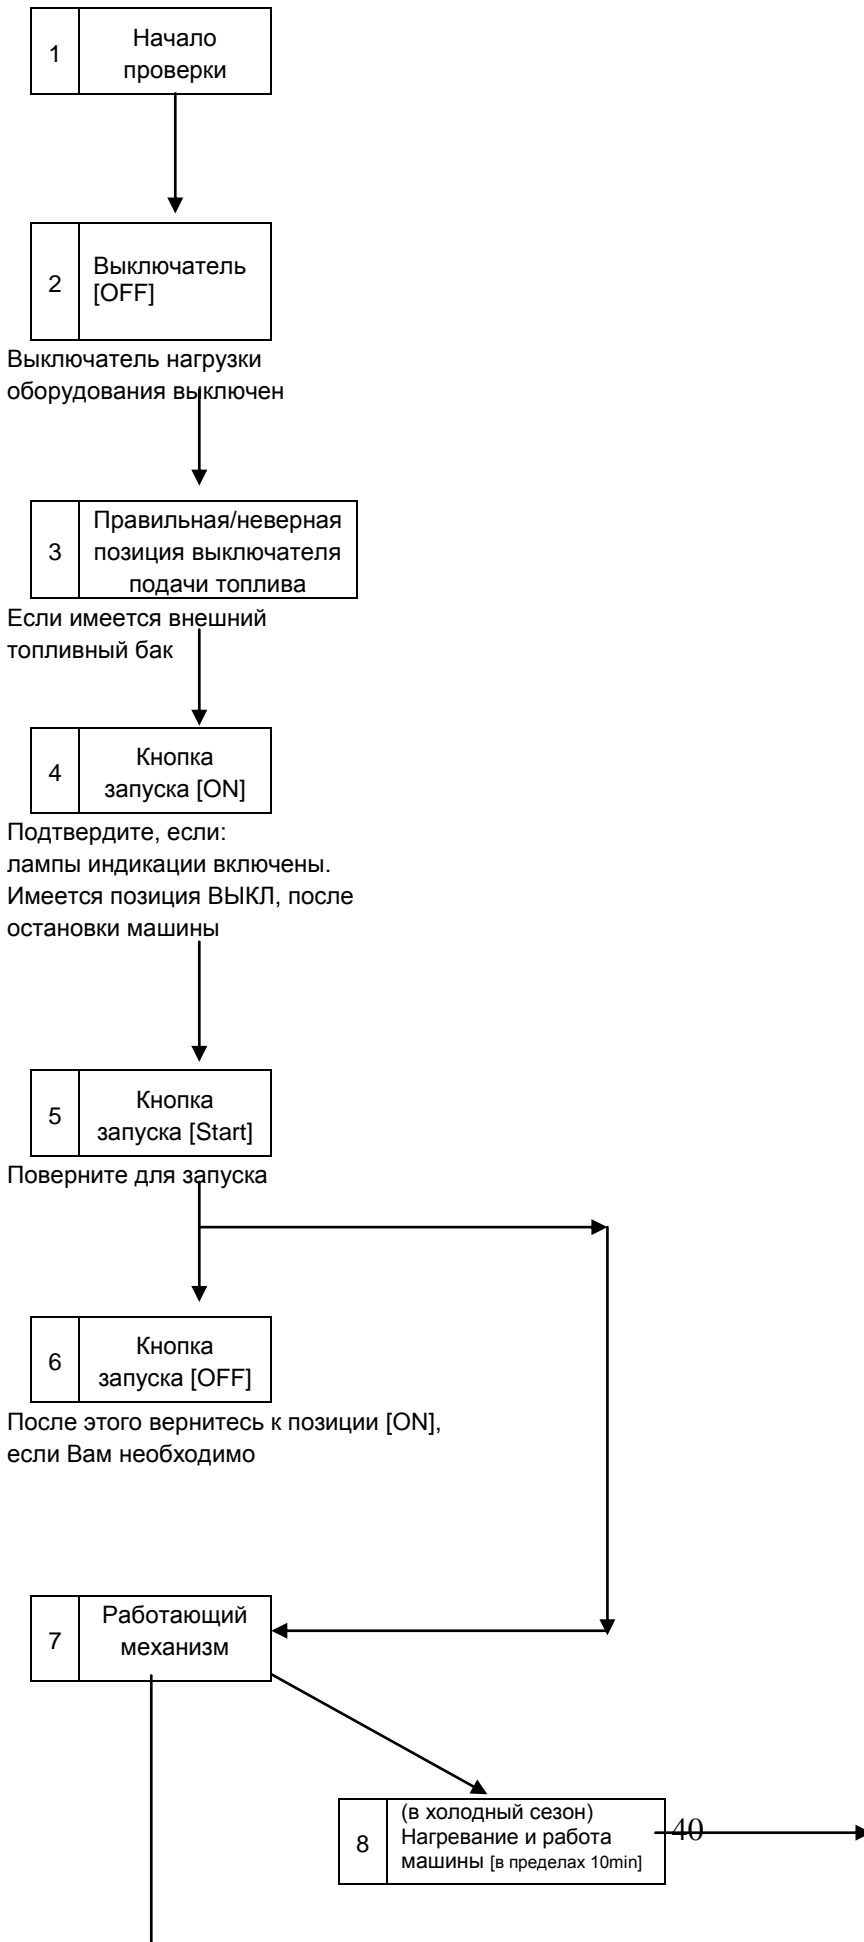 1
Начало
проверки
2
Выключатель
[OFF]
Выключатель нагрузки
оборудования выключен
3
Правильная/неверная
позиция выключателя
подачи топлива
Если имеется внешний
топливный бак
4
Кнопка
запуска [ON]
Подтвердите, если:
лампы индикации включены.
Имеется позиция ВЫКЛ, после
остановки машины
5
Кнопка
запуска [Start]
Поверните для запуска
6
Кнопка
запуска [OFF]
После этого вернитесь к позиции [ON],
если Вам необходимо
7
Работающий
механизм
8
(в холодный сезон)
Нагревание и работа
машины [в пределах 10min]
40